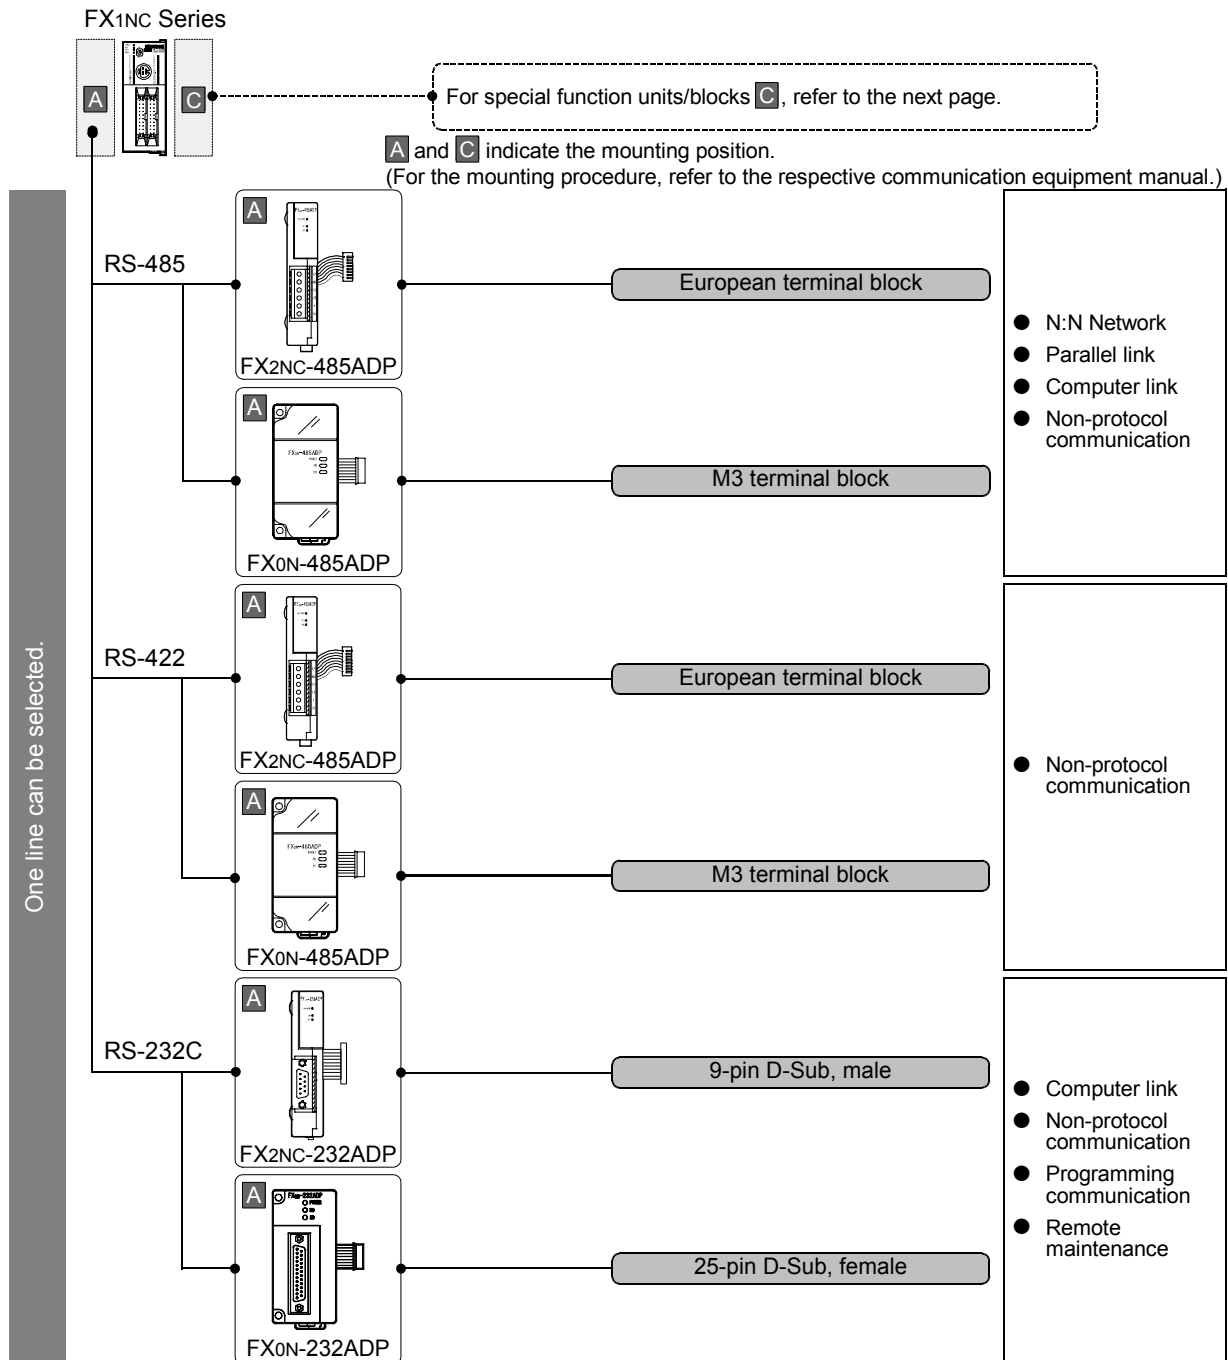 FX1NC Series
A
C
For special function units/blocks C, refer to the next page.
A and C indicate the mounting position.
(For the mounting procedure, refer to the respective communication equipment manual.)
One line can be selected.
RS-485
A
FX2NC-485ADP
European terminal block
A
FX0N-485ADP
M3 terminal block
● N:N Network
● Parallel link
● Computer link
● Non-protocol
communication
RS-422
A
FX2NC-485ADP
European terminal block
A
FX0N-485ADP
M3 terminal block
● Non-protocol
communication
RS-232C
A
FX2NC-232ADP
9-pin D-Sub, male
A
FX0N-232ADP
25-pin D-Sub, female
● Computer link
● Non-protocol
communication
● Programming
communication
● Remote
maintenance